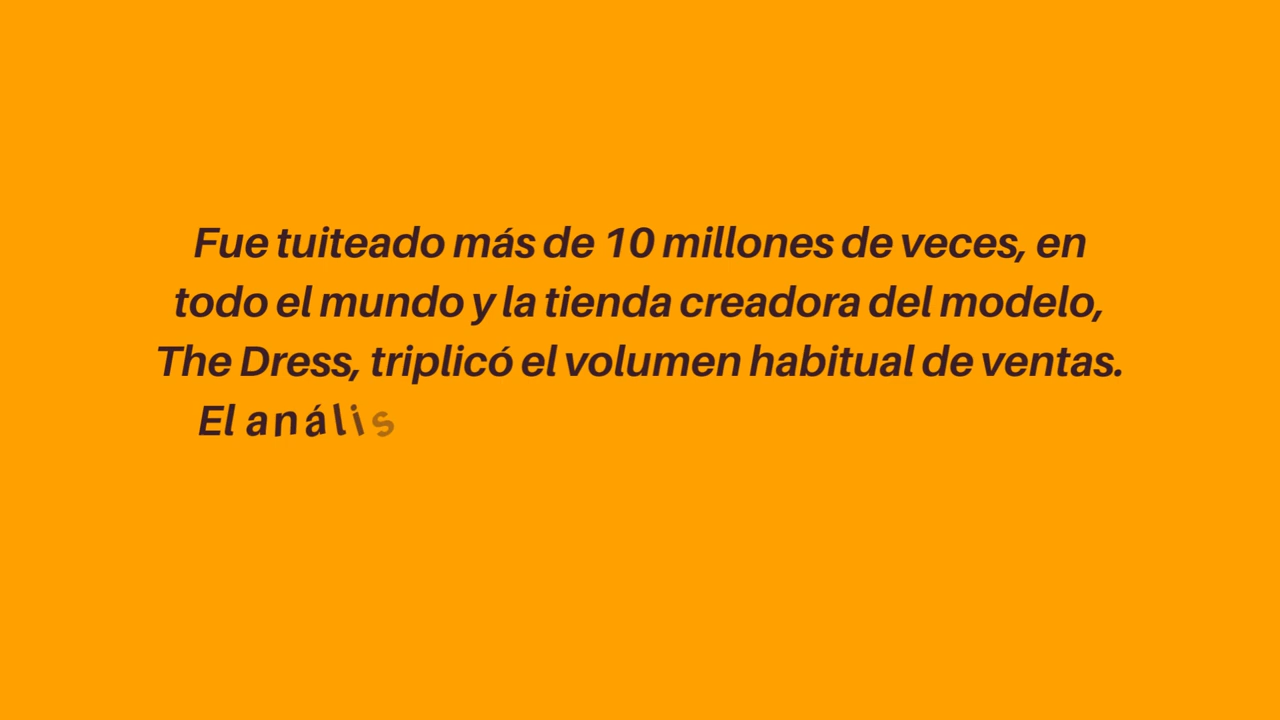 Fue tuiteado más de 10 millones de veces, en
todo el mundo y la tienda creadora del modelo,
The Dress, triplicó el volumen habitual de ventas.
El anális